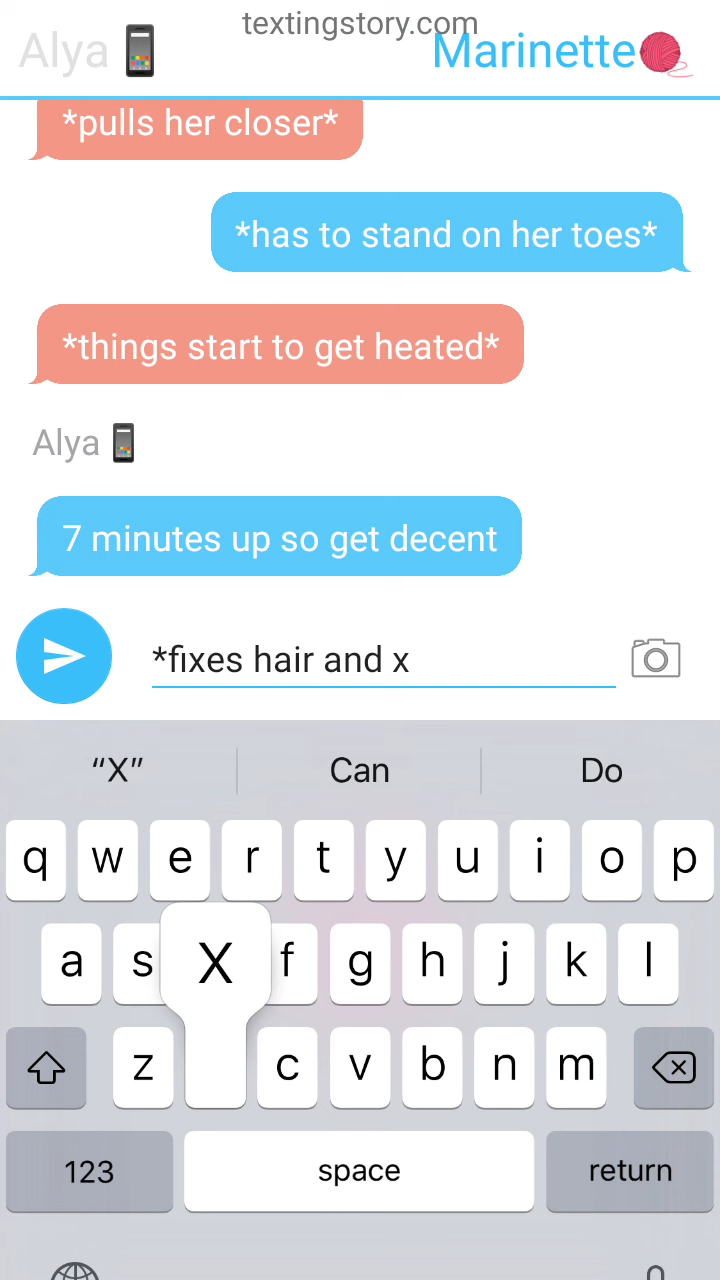 textingstory.com
Alya📱 Marinette🧶
*pulls her closer*
*has to stand on her toes*
*things start to get heated*
Alya📱
7 minutes up so get decent
*fixes hair and x
“X” Can Do
q w e r t y u i o p
a s X f g h j k l
z c v b n m
123 space return